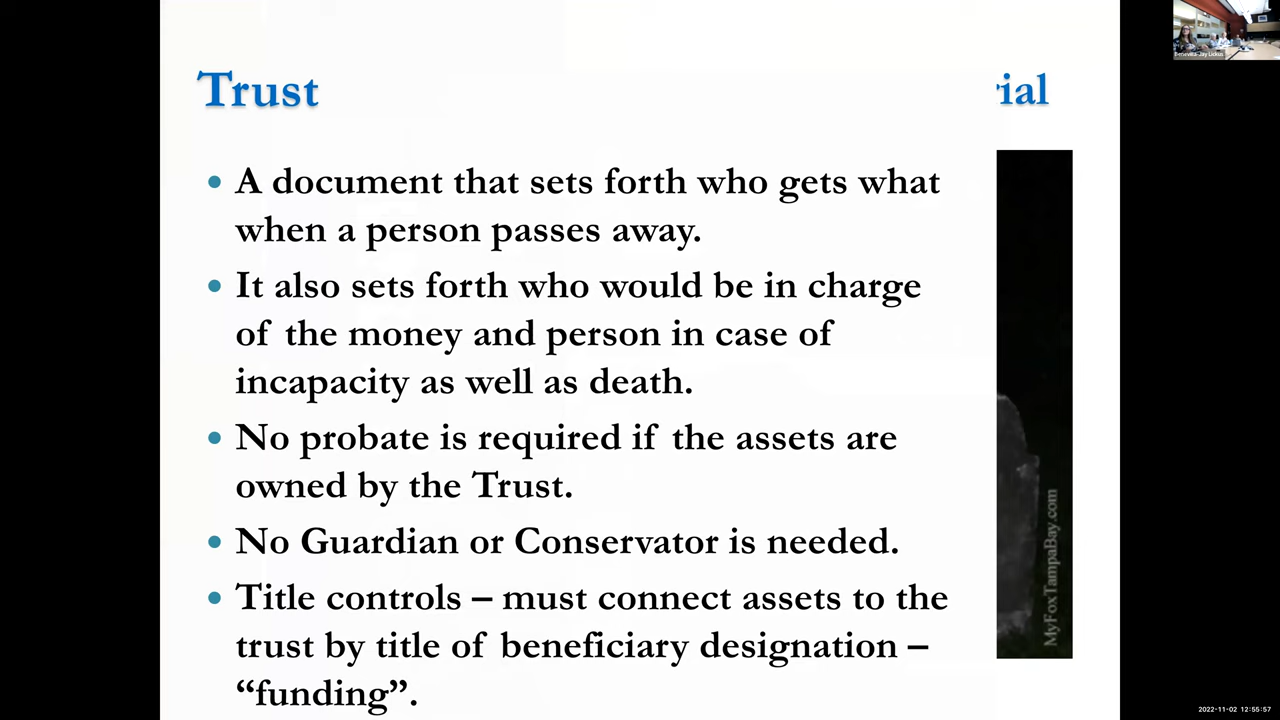 Trust
rial
• A document that sets forth who gets what
when a person passes away.
• It also sets forth who would be in charge
of the money and person in case of
incapacity as well as death.
• No probate is required if the assets are
owned by the Trust.
• No Guardian or Conservator is needed.
• Title controls – must connect assets to the
trust by title of beneficiary designation –
“funding”.
MyFoxTampaBay.com
2022-11-02 12:55:57